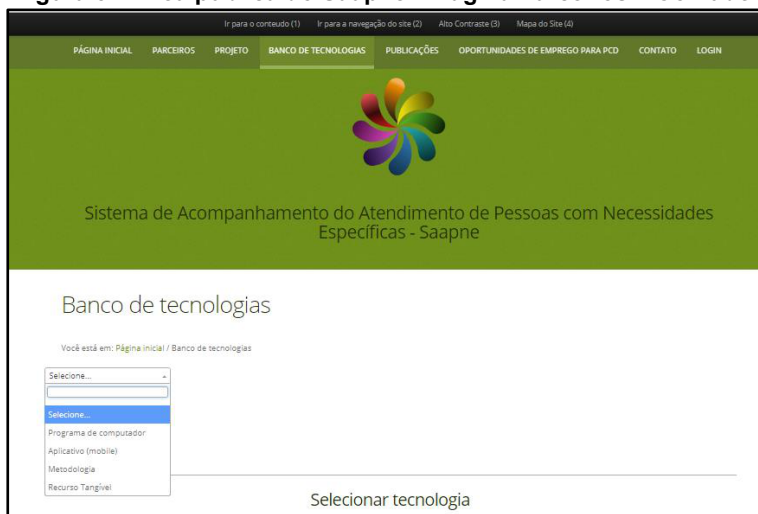 Ir para o conteudo (1) Ir para a navegação do site (2) Alto Contraste (3) Mapa do Site (4)
PÁGINA INICIAL PARCEIROS PROJETO BANCO DE TECNOLOGIAS PUBLICAÇÕES OPORTUNIDADES DE EMPREGO PARA PCD CONTATO LOGIN
Sistema de Acompanhamento do Atendimento de Pessoas com Necessidades
Específicas - Saapne
Banco de tecnologias
Você está em: Página inicial / Banco de tecnologias
Selecione...
Selecione...
Programa de computador
Aplicativo (mobile)
Metodologia
Recurso Tangível
Selecionar tecnologia